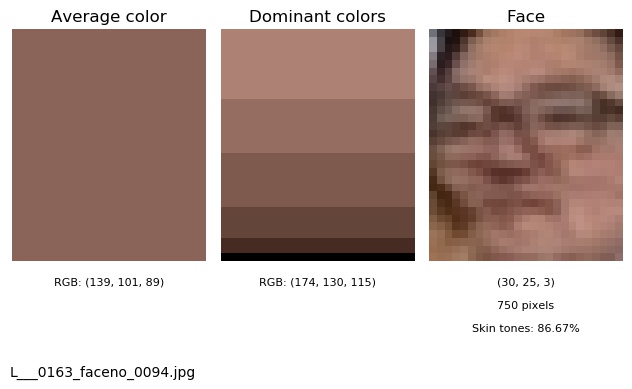 Average color
Dominant colors
Face
RGB: (139, 101, 89)
RGB: (174, 130, 115)
(30, 25, 3)
750 pixels
Skin tones: 86.67%
L___0163_faceno_0094.jpg